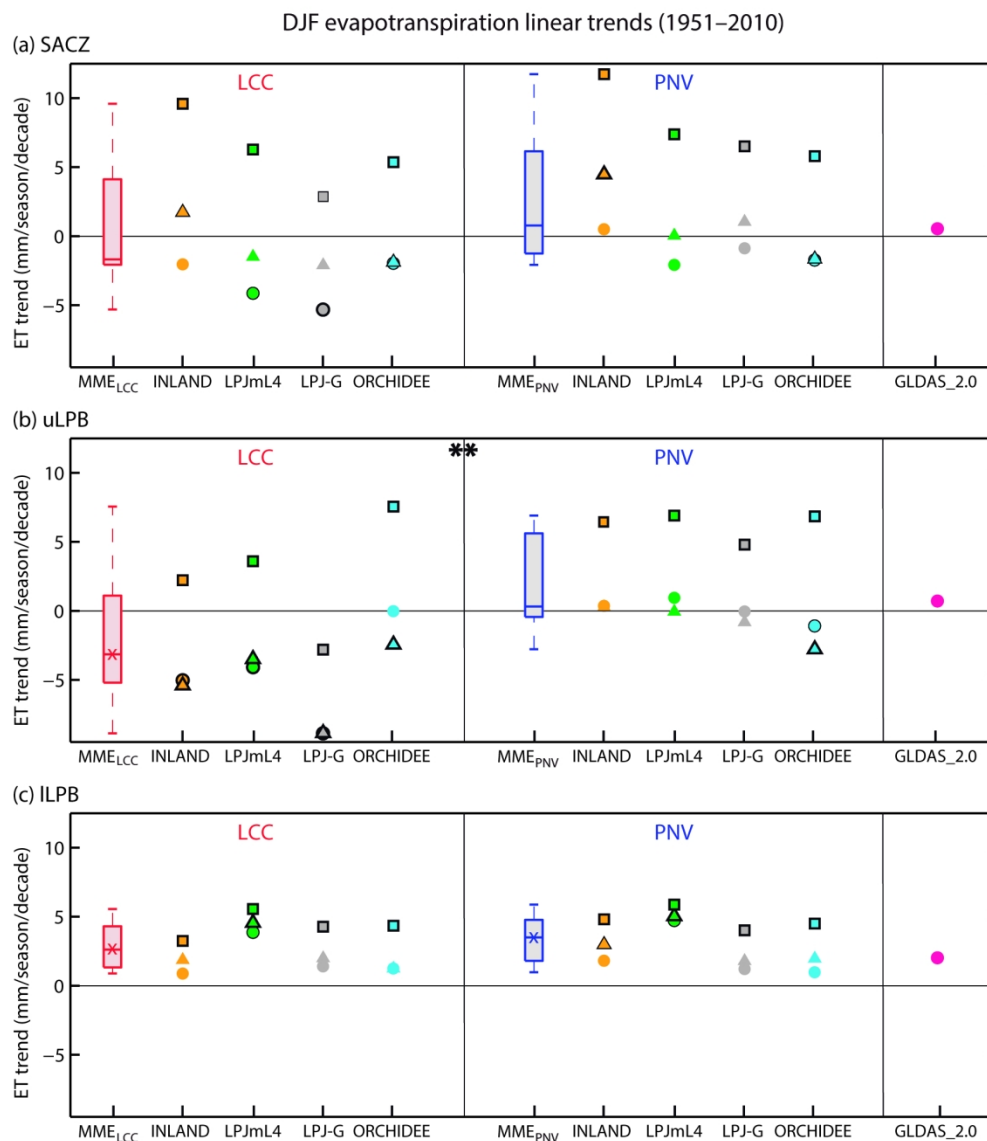 DJF evapotranspiration linear trends (1951–2010)
(a) SACZ
LCC
PNV
ET trend (mm/season/decade)
10
5
0
−5
MME_LCC INLAND LPJmL4 LPJ-G ORCHIDEE MME_PNV INLAND LPJmL4 LPJ-G ORCHIDEE GLDAS_2.0
(b) uLPB
LCC
**
PNV
ET trend (mm/season/decade)
10
5
0
−5
MME_LCC INLAND LPJmL4 LPJ-G ORCHIDEE MME_PNV INLAND LPJmL4 LPJ-G ORCHIDEE GLDAS_2.0
(c) lLPB
LCC
PNV
ET trend (mm/season/decade)
10
5
0
−5
MME_LCC INLAND LPJmL4 LPJ-G ORCHIDEE MME_PNV INLAND LPJmL4 LPJ-G ORCHIDEE GLDAS_2.0